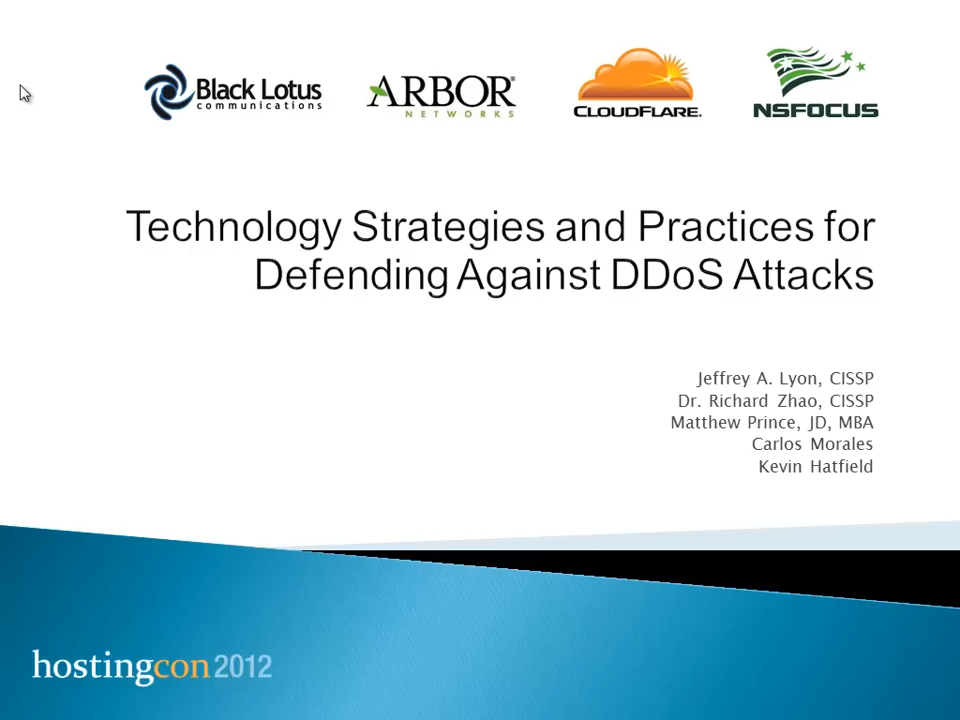 Black Lotus
communications
ARBOR®
NETWORKS
CLOUDFLARE.
NSFOCUS
Technology Strategies and Practices for
Defending Against DDoS Attacks
Jeffrey A. Lyon, CISSP
Dr. Richard Zhao, CISSP
Matthew Prince, JD, MBA
Carlos Morales
Kevin Hatfield
hostingcon 2012